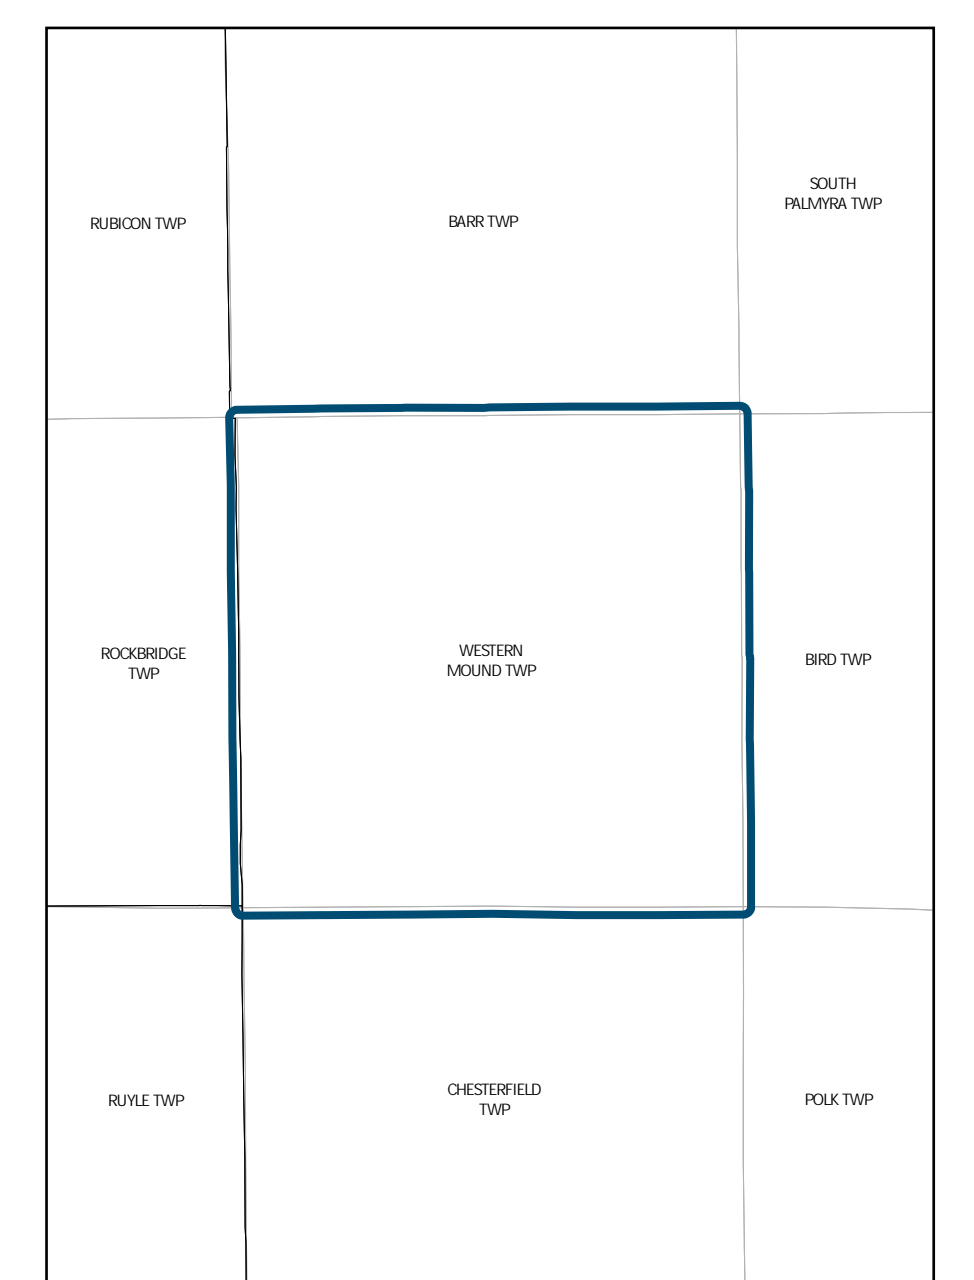 RUBICON TWP
BARR TWP
SOUTH
PALMYRA TWP
ROCKBRIDGE
TWP
WESTERN
MOUND TWP
BIRD TWP
RUYLE TWP
CHESTERFIELD
TWP
POLK TWP